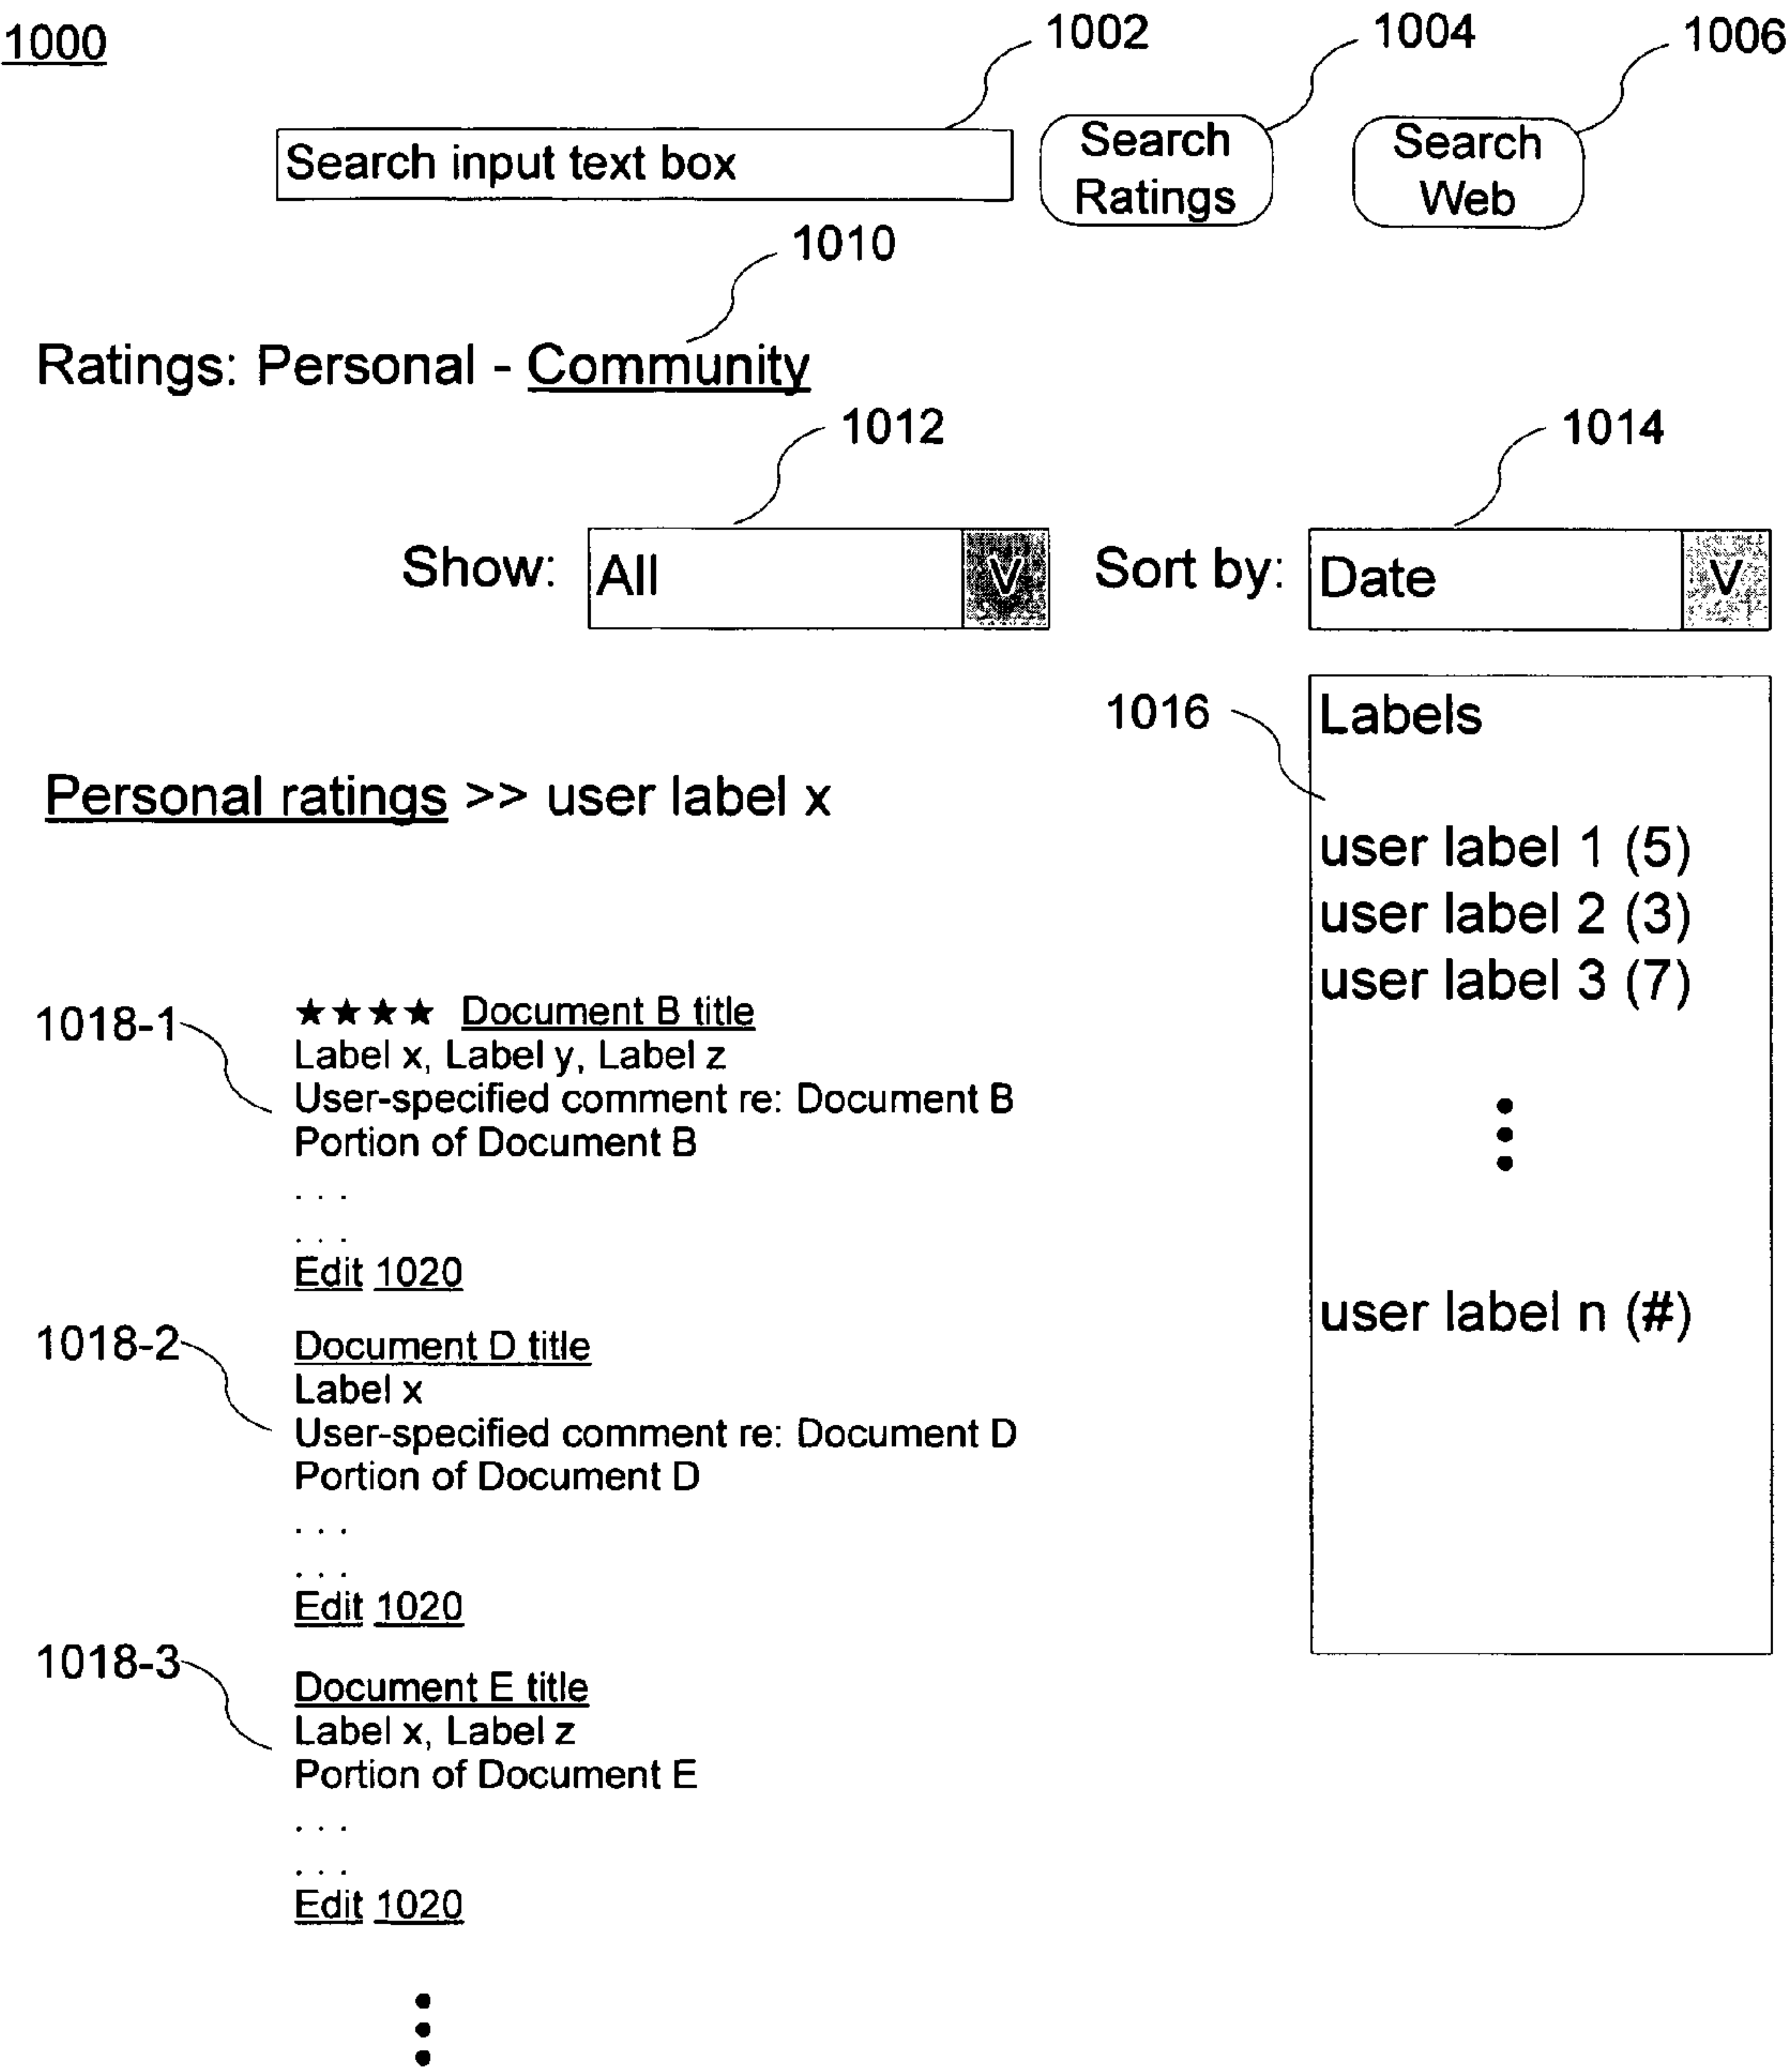 1000
1002
1004
1006
Search input text box
Search
Ratings
Search
Web
1010
Ratings: Personal - Community
1012
1014
Show: All V Sort by: Date V
1016
Labels
Personal ratings >> user label x
user label 1 (5)
user label 2 (3)
user label 3 (7)
user label n (#)
1018-1
★★★★ Document B title
Label x, Label y, Label z
User-specified comment re: Document B
Portion of Document B
. . .
. . .
Edit 1020
1018-2
Document D title
Label x
User-specified comment re: Document D
Portion of Document D
. . .
. . .
Edit 1020
1018-3
Document E title
Label x, Label z
Portion of Document E
. . .
. . .
Edit 1020